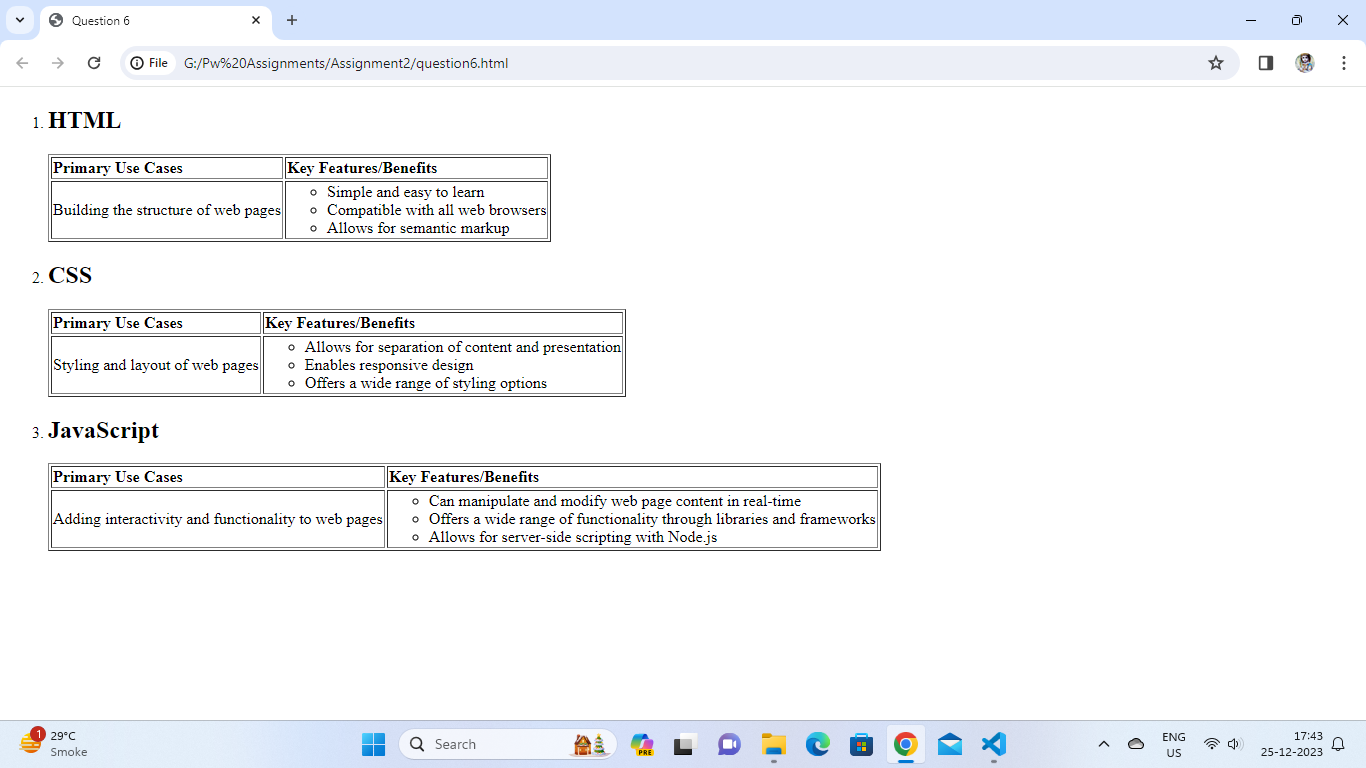 Question 6
File G:/Pw%20Assignments/Assignment2/question6.html
1. HTML
Primary Use Cases Key Features/Benefits
Building the structure of web pages
Simple and easy to learn
Compatible with all web browsers
Allows for semantic markup
2. CSS
Primary Use Cases Key Features/Benefits
Styling and layout of web pages
Allows for separation of content and presentation
Enables responsive design
Offers a wide range of styling options
3. JavaScript
Primary Use Cases Key Features/Benefits
Adding interactivity and functionality to web pages
Can manipulate and modify web page content in real-time
Offers a wide range of functionality through libraries and frameworks
Allows for server-side scripting with Node.js
1
29°C
Smoke
Search
PRE
ENG
US
17:43
25-12-2023